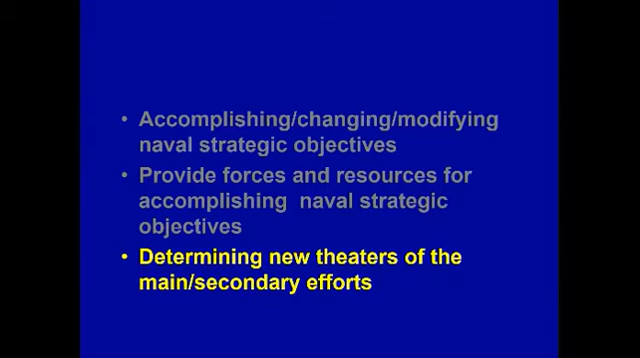 • Accomplishing/changing/modifying
naval strategic objectives
• Provide forces and resources for
accomplishing naval strategic
objectives
• Determining new theaters of the
main/secondary efforts